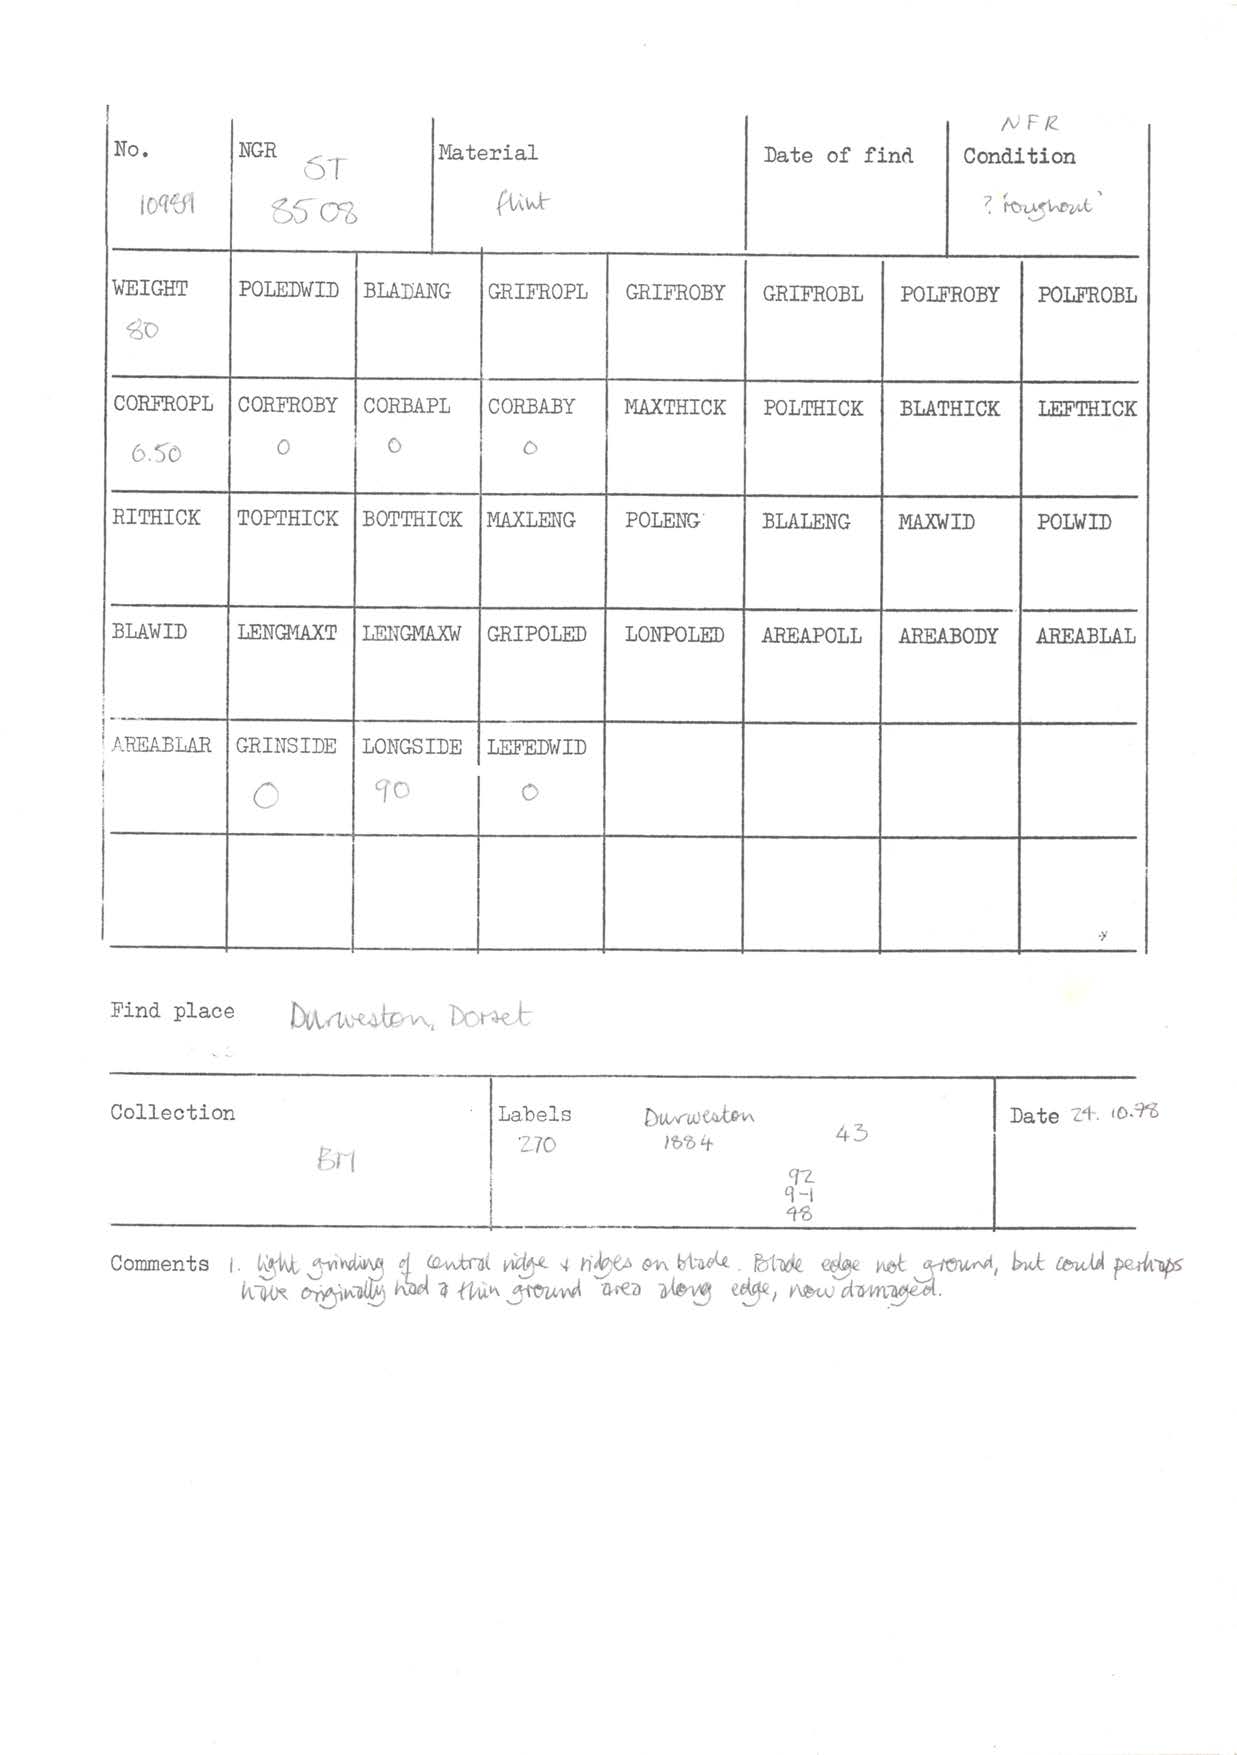 NFR
No. NGR Material Date of find Condition
ST
flint ? 'roughout'
8508
WEIGHT POLEDWID BLADANG GRIFROPL GRIFROBY GRIFROBL POLFROBY POLFROBL
80
CORFROPL CORFROBY CORBAPL CORBABY MAXTHICK POLTHICK BLATHICK LEFTHICK
6.50 0 0 0
RITHICK TOPTHICK BOTTHICK MAXLENG POLENG BLALENG MAXWID POLWID
BLAWID LENGMAXT LENGMAXW GRIPOLED LONPOLED AREAPOLL AREABODY AREABLAL
AREABLAR GRINSIDE LONGSIDE LEFEDWID
0 90 0
Find place Durweston, Dorset
Collection Labels Durweston Date 24.10.78
270 1884 43
BM
92
9-1
48
Comments 1. light grinding of central ridge & ridges on blade. Blade edge not ground, but could perhaps
have originally had a thin ground area along edge, now damaged.